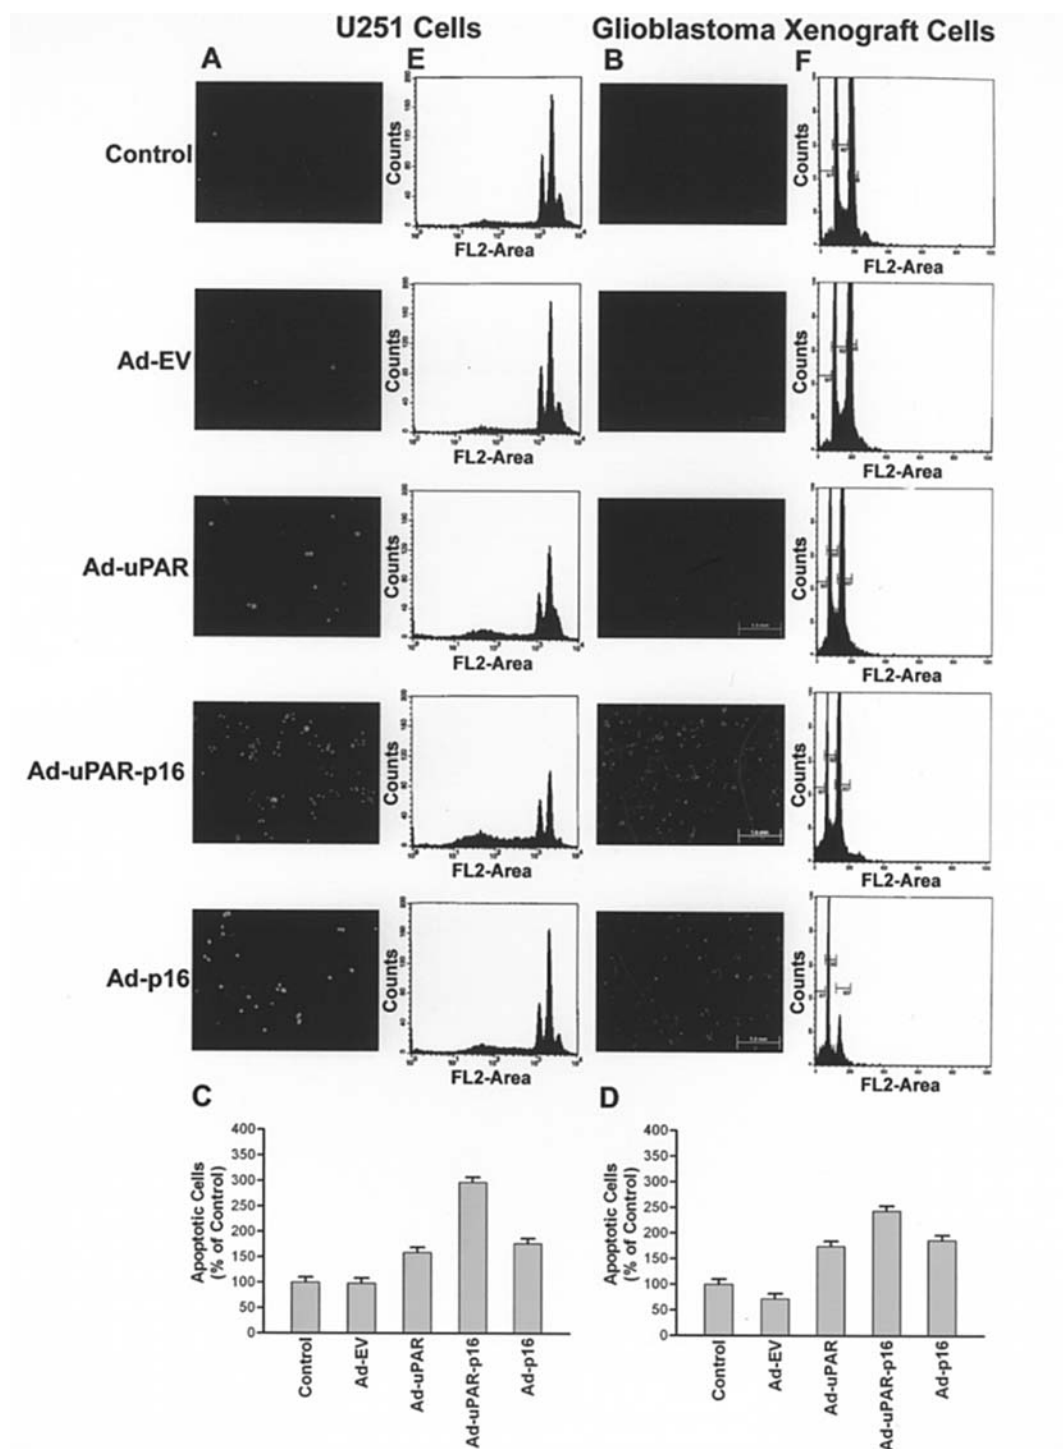 U251 Cells
Glioblastoma Xenograft Cells
A
E
B
F
Control
Counts
FL2-Area
Counts
FL2-Area
Ad-EV
Counts
FL2-Area
Counts
FL2-Area
Ad-uPAR
Counts
FL2-Area
Counts
FL2-Area
Ad-uPAR-p16
Counts
FL2-Area
Counts
FL2-Area
Ad-p16
Counts
FL2-Area
Counts
FL2-Area
C
Apoptotic Cells
(% of Control)
400
350
300
250
200
150
100
50
0
Control
Ad-EV
Ad-uPAR
Ad-uPAR-p16
Ad-p16
D
Apoptotic Cells
(% of Control)
400
350
300
250
200
150
100
50
0
Control
Ad-EV
Ad-uPAR
Ad-uPAR-p16
Ad-p16